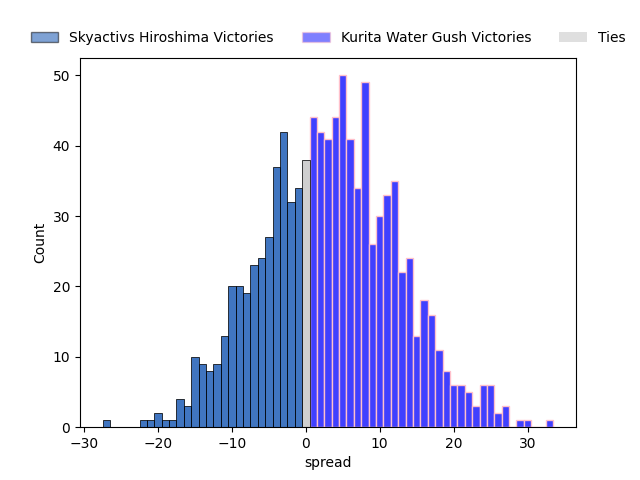 Skyactivs Hiroshima Victories Kurita Water Gush Victories Ties
50
40
30
20
10
0
−30 −20 −10 0 10 20 30
Count
spread